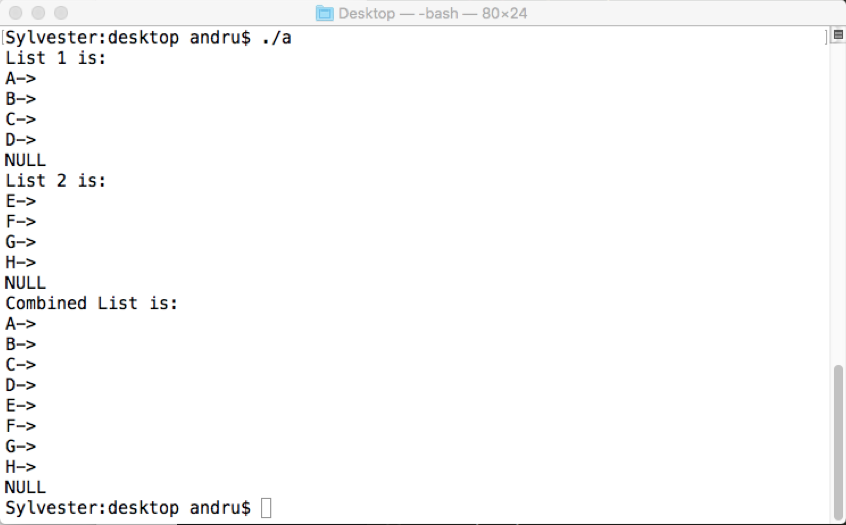 Desktop — -bash — 80×24
[Sylvester:desktop andru$ ./a ]
List 1 is:
A->
B->
C->
D->
NULL
List 2 is:
E->
F->
G->
H->
NULL
Combined List is:
A->
B->
C->
D->
E->
F->
G->
H->
NULL
Sylvester:desktop andru$